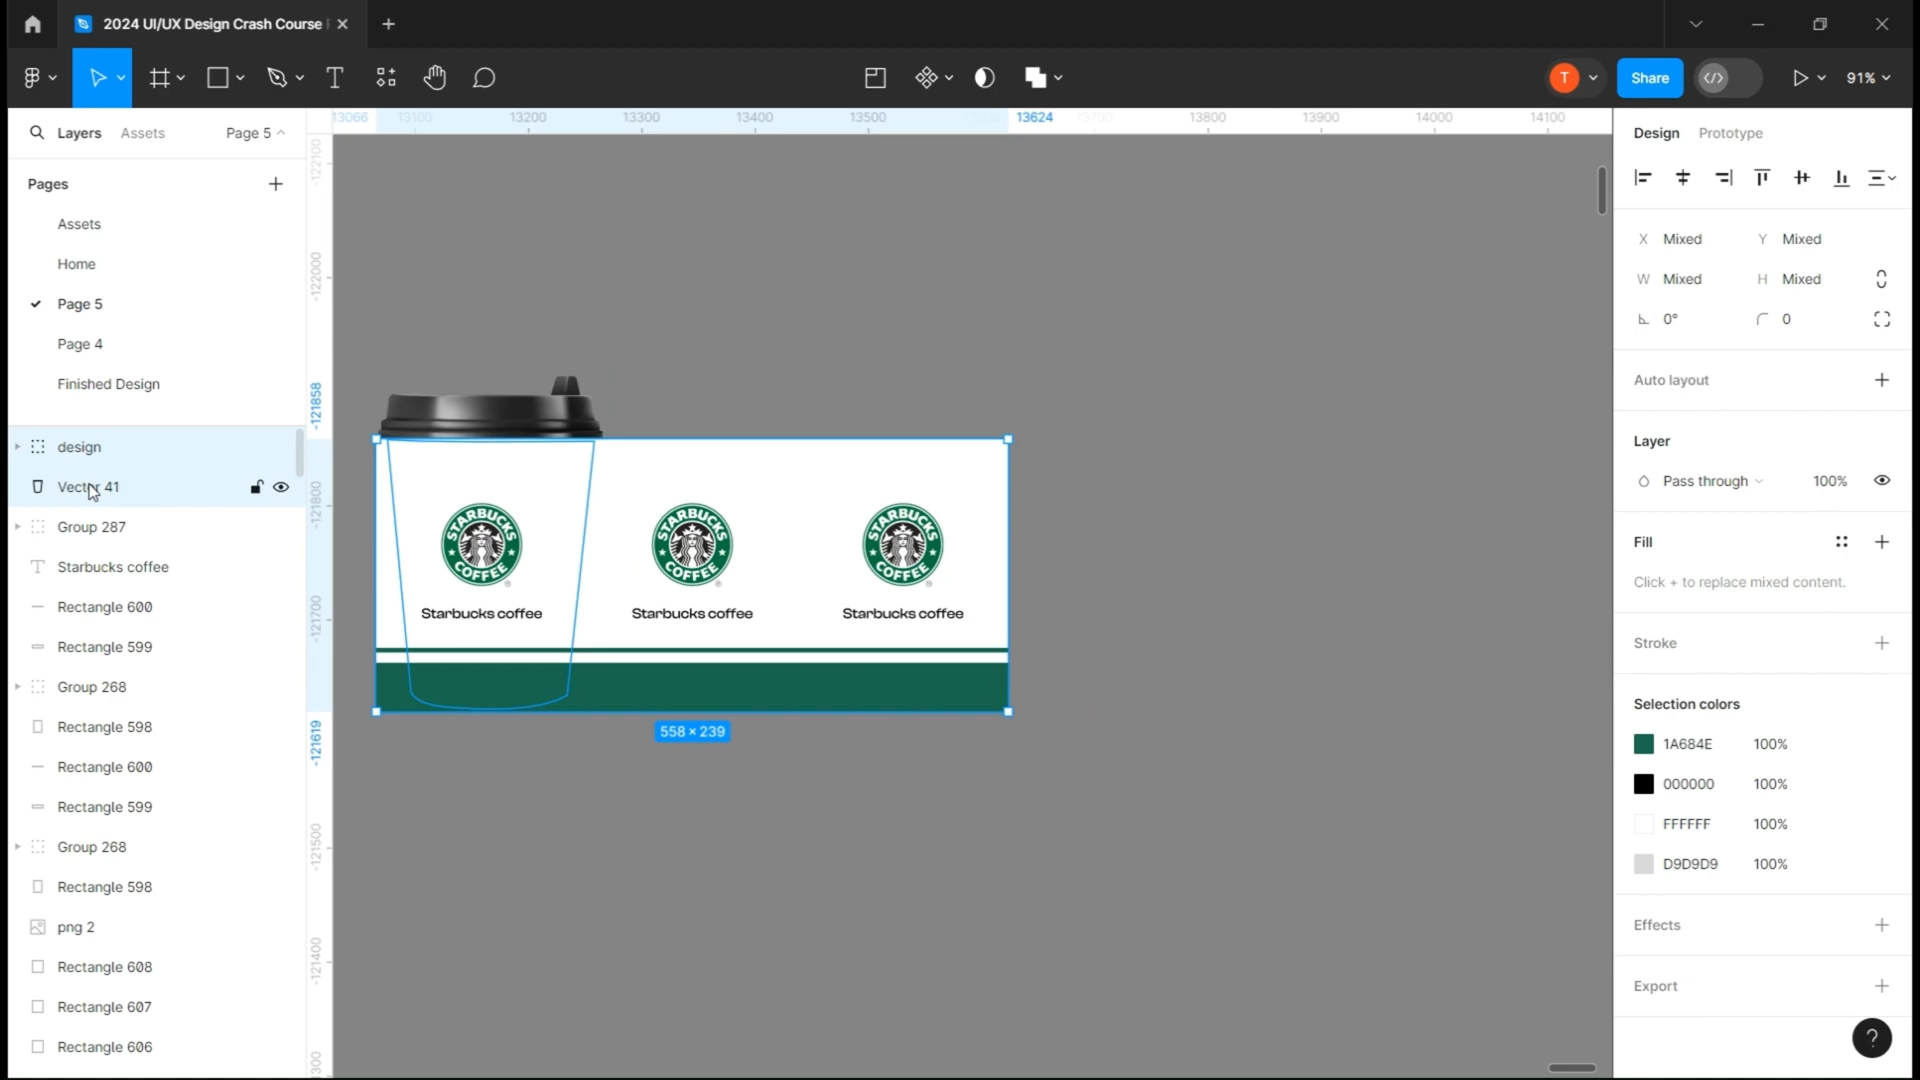 2024 UI/UX Design Crash Course
T
Share
91%
Layers
Assets
Page 5
Pages
Assets
Home
Page 5
Page 4
Finished Design
design
Vector 41
Group 287
Starbucks coffee
Rectangle 600
Rectangle 599
Group 268
Rectangle 598
Rectangle 600
Rectangle 599
Group 268
Rectangle 598
png 2
Rectangle 608
Rectangle 607
Rectangle 606
13066 13100 13200 13300 13400 13500 13624 13700 13800 13900 14000 14100
-122100
-122000
-121858
-121800
-121700
-121619
-121500
-121400
STARBUCKS COFFEE ®
STARBUCKS COFFEE ®
STARBUCKS COFFEE ®
Starbucks coffee
Starbucks coffee
Starbucks coffee
558 × 239
Design
Prototype
X Mixed Y Mixed
W Mixed H Mixed
0° 0
Auto layout
Layer
Pass through 100%
Fill
Click + to replace mixed content.
Stroke
Selection colors
1A684E 100%
000000 100%
FFFFFF 100%
D9D9D9 100%
Effects
Export
?